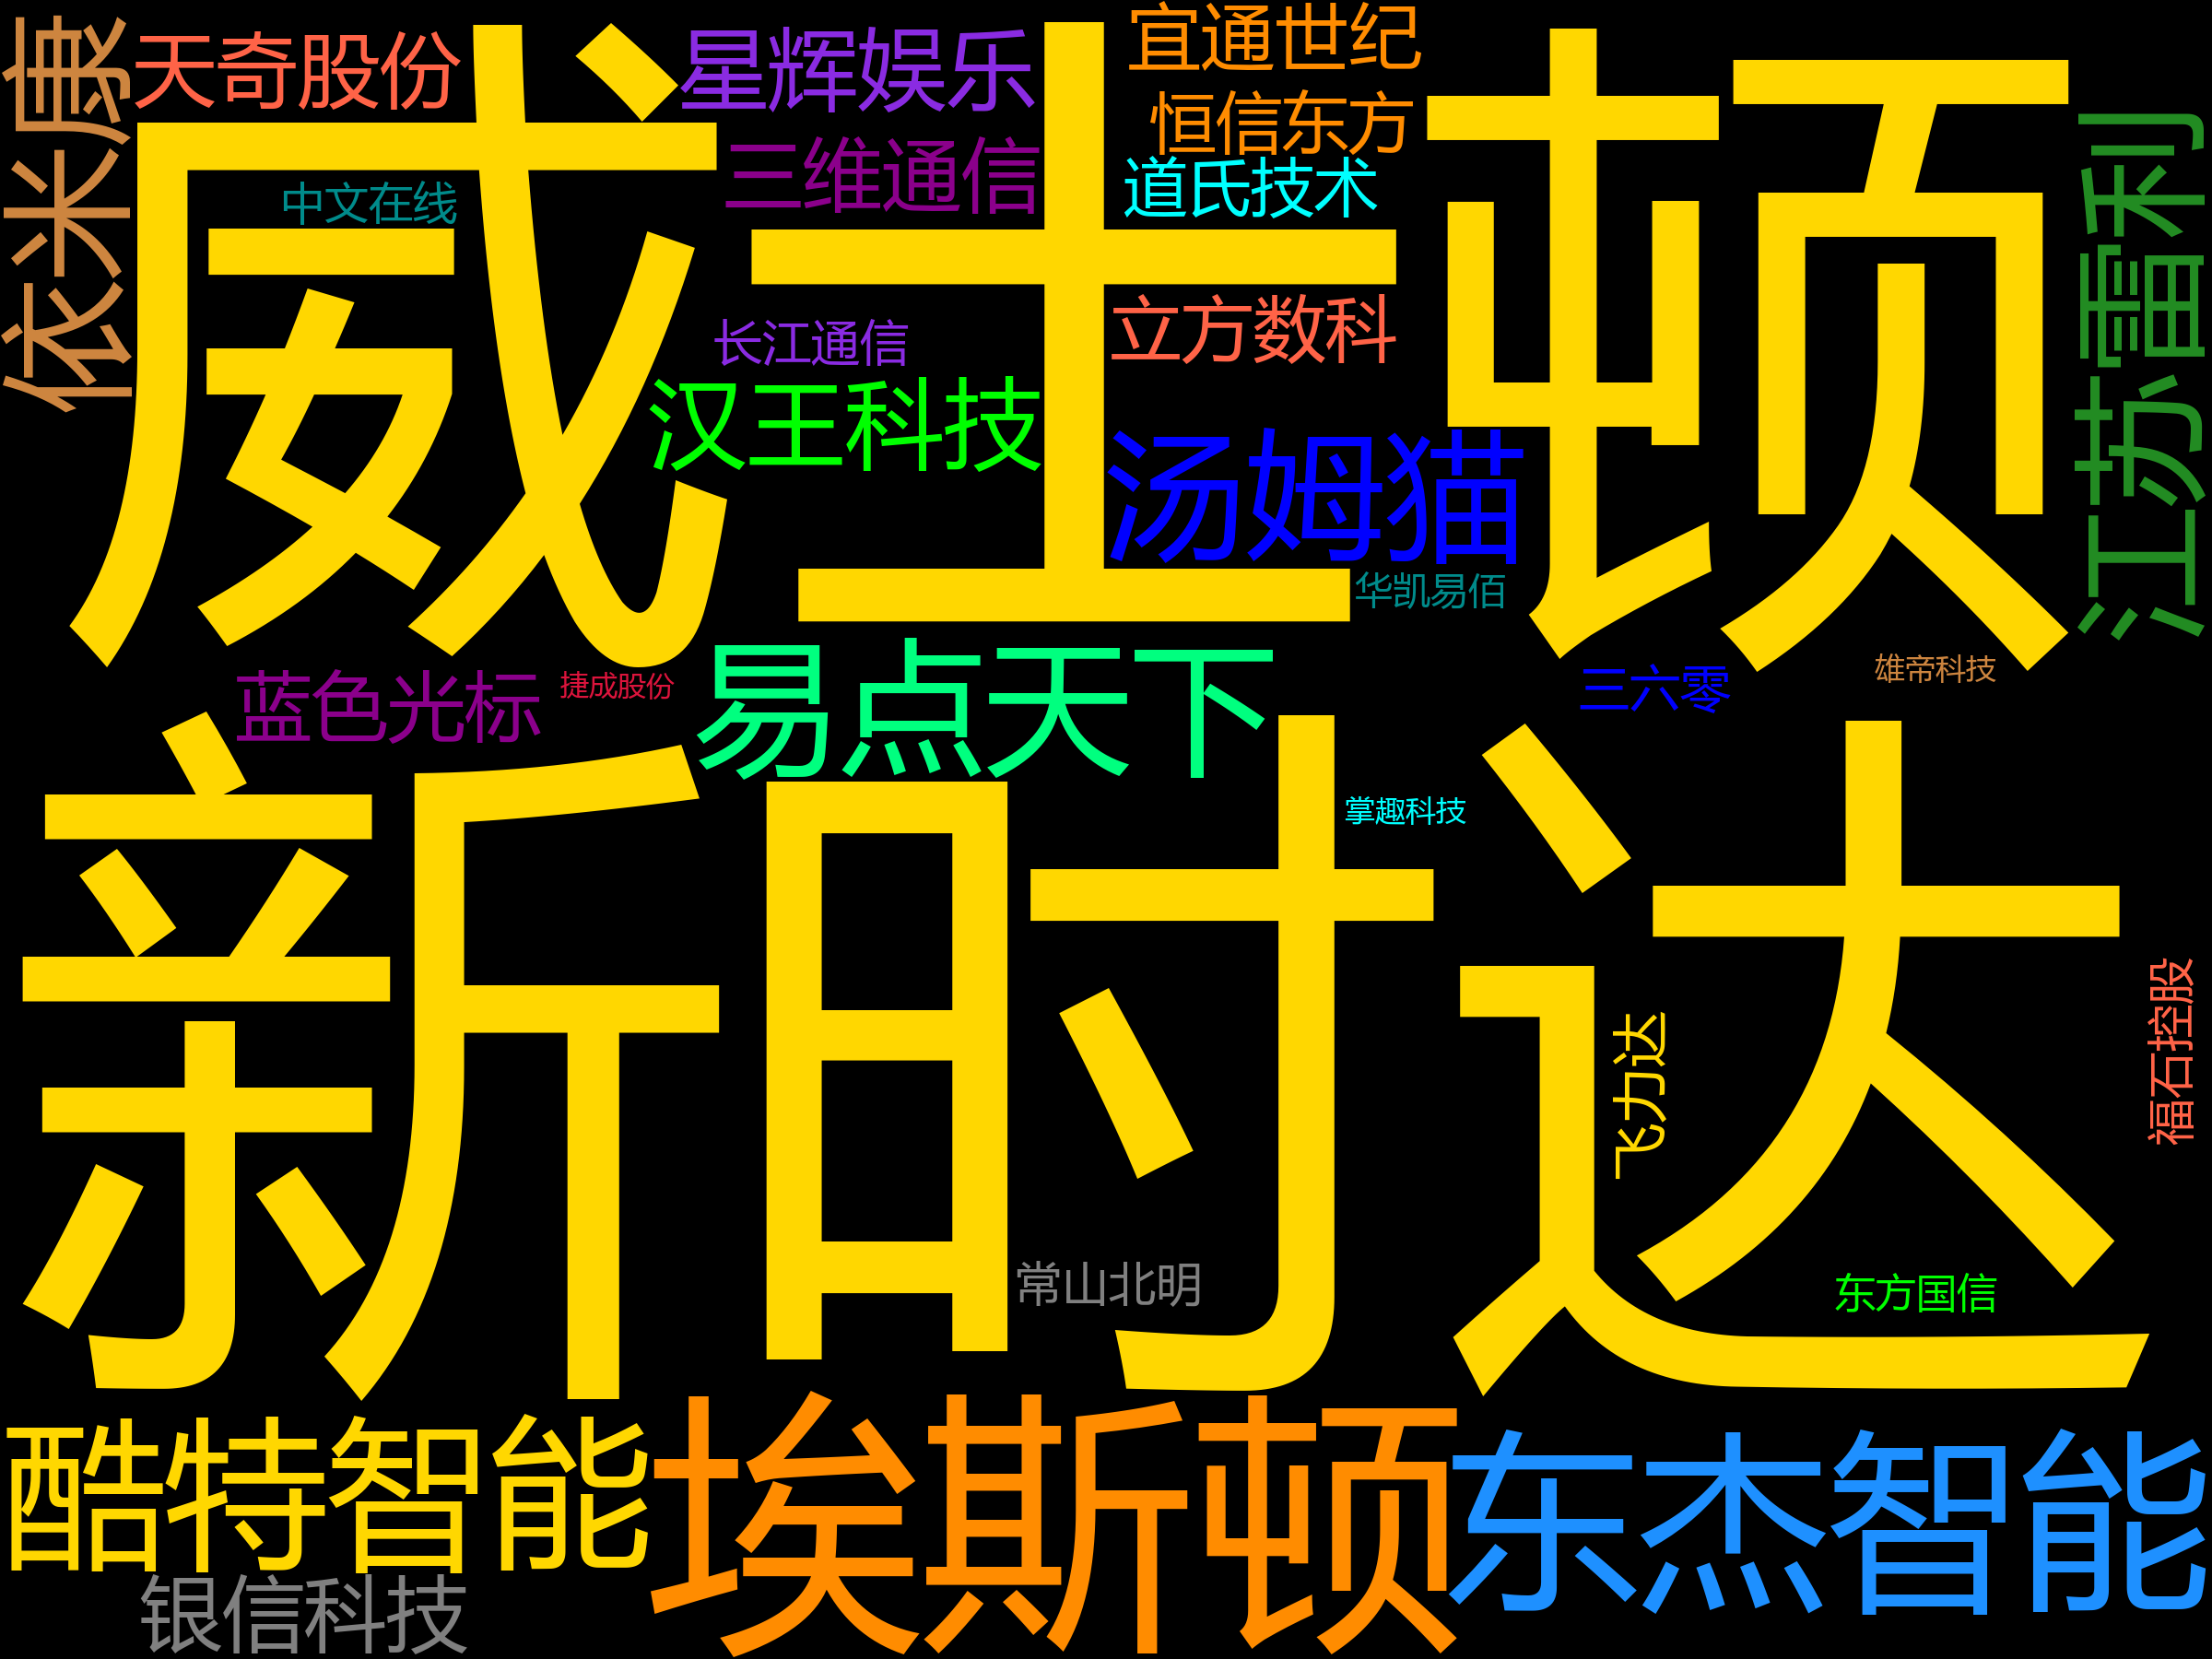 威士顿
新时达
天奇股份
星辉娱乐
宜通世纪
恒信东方
道氏技术
三维通信
中文在线
依米康
江苏雷利
长江通信
立方数科
汉王科技
汤姆猫
华凯易佰
蓝色光标
捷成股份
易点天下
三六零
雄帝科技
掌趣科技
飞力达
福石控股
常山北明
东方国信
酷特智能
埃斯顿
东杰智能
银信科技